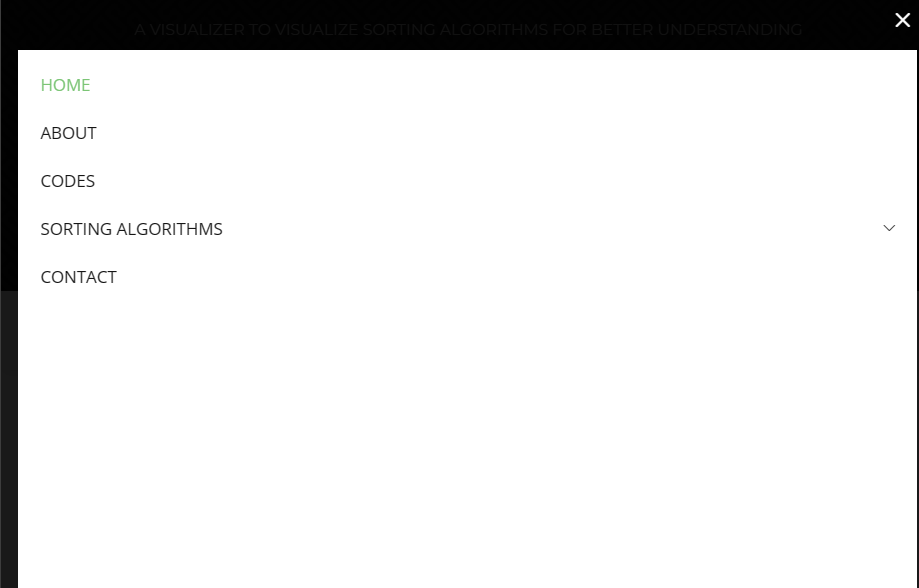 A VISUALIZER TO VISUALIZE SORTING ALGORITHMS FOR BETTER UNDERSTANDING
HOME
ABOUT
CODES
SORTING ALGORITHMS
CONTACT